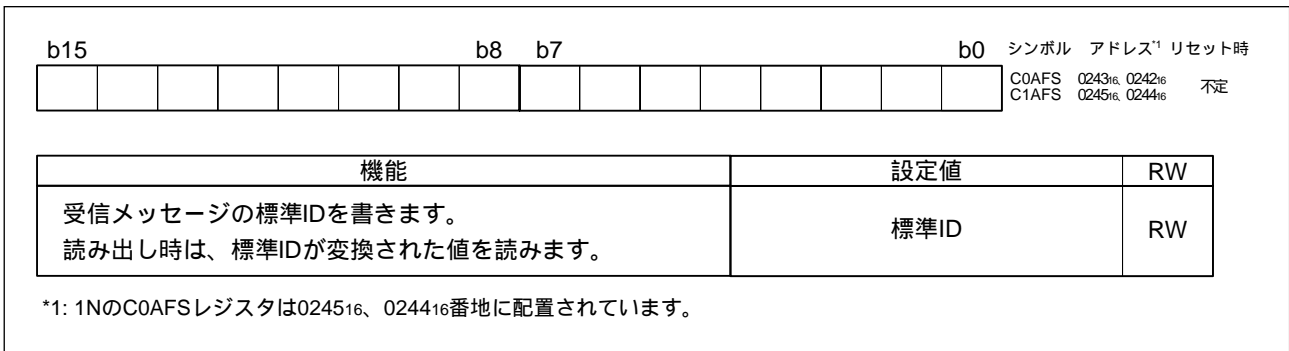 b15 b8 b7 b0 シンボル アドレス*1 リセット時
C0AFS 024316、024216 不定
C1AFS 024516、024416
機能 設定値 RW
受信メッセージの標準IDを書きます。
読み出し時は、標準IDが変換された値を読みます。
標準ID RW
*1: 1NのC0AFSレジスタは024516、024416番地に配置されています。